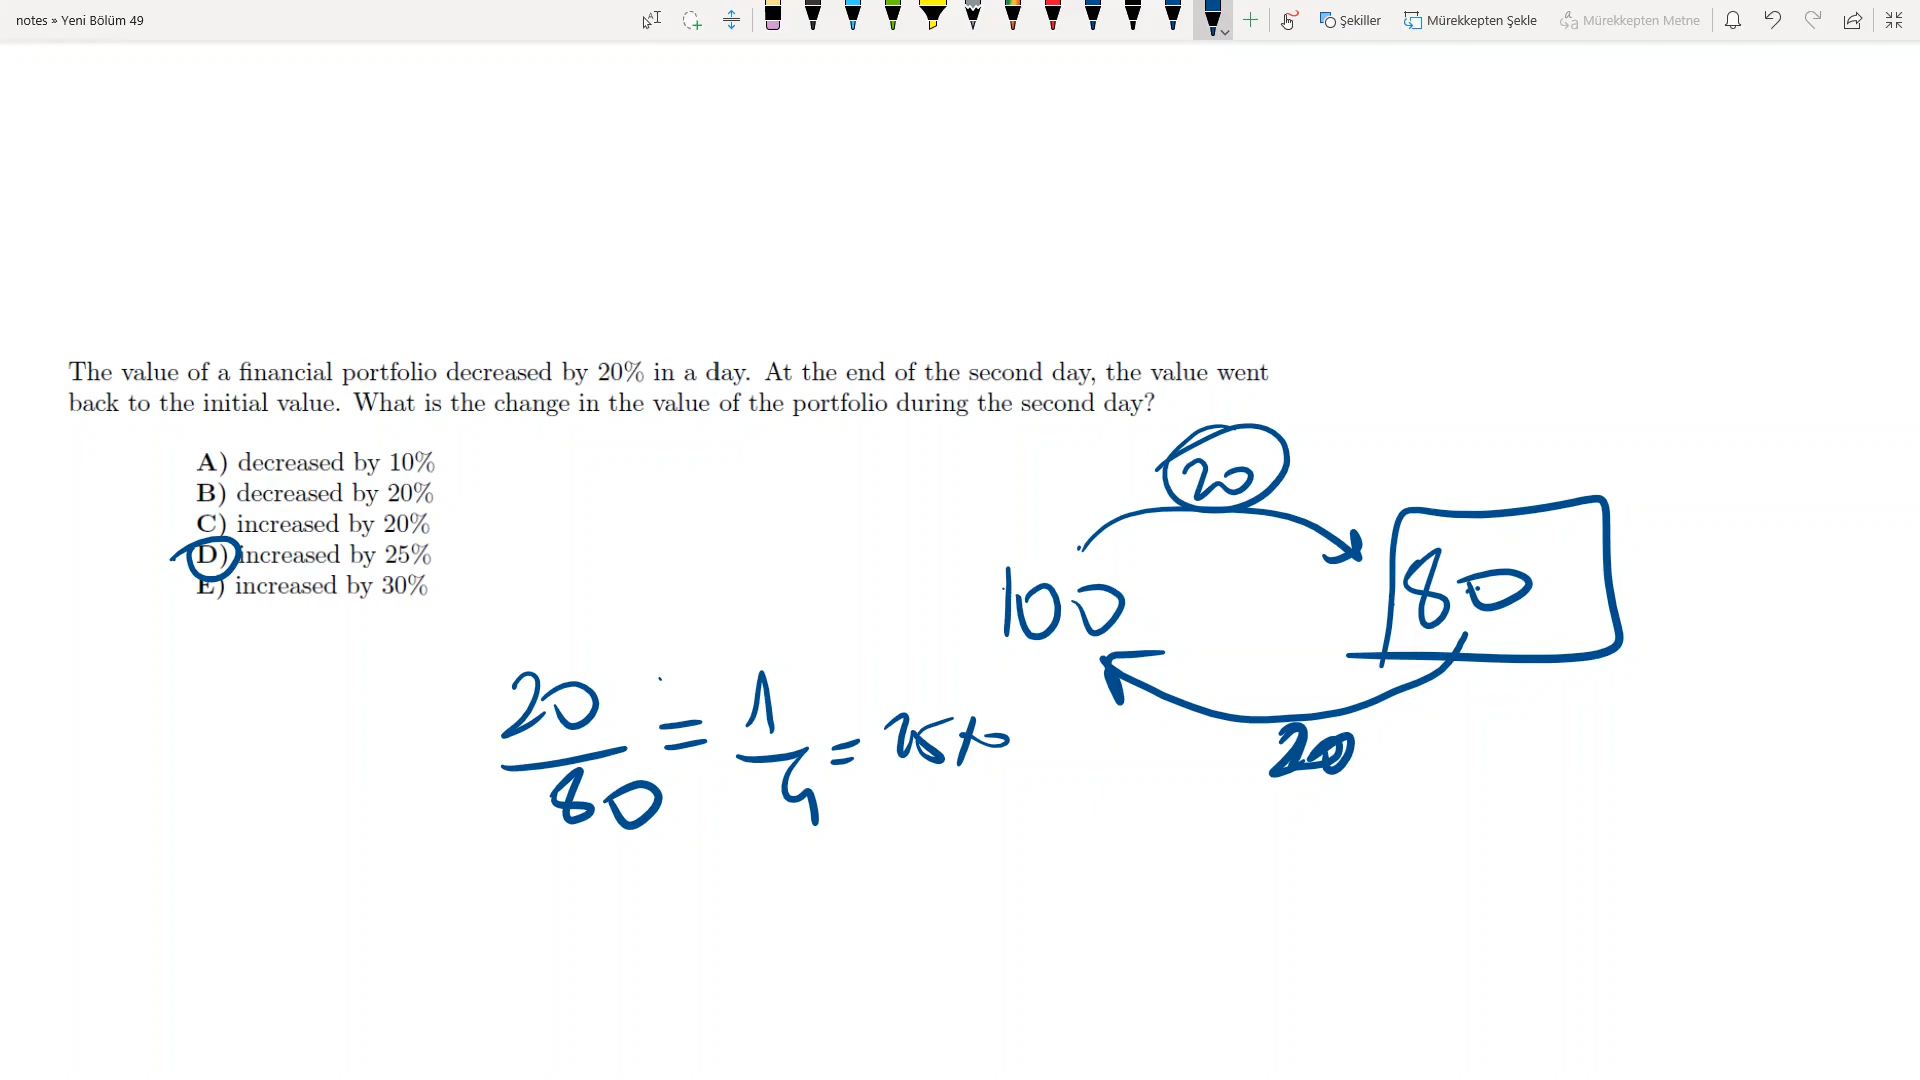 notes » Yeni Bölüm 49
Şekiller
Mürekkepten Şekle
Mürekkepten Metne
The value of a financial portfolio decreased by 20% in a day. At the end of the second day, the value went
back to the initial value. What is the change in the value of the portfolio during the second day?
A) decreased by 10%
B) decreased by 20%
C) increased by 20%
D) increased by 25%
E) increased by 30%
20
100
80
20
20/80 = 1/4 = 25%